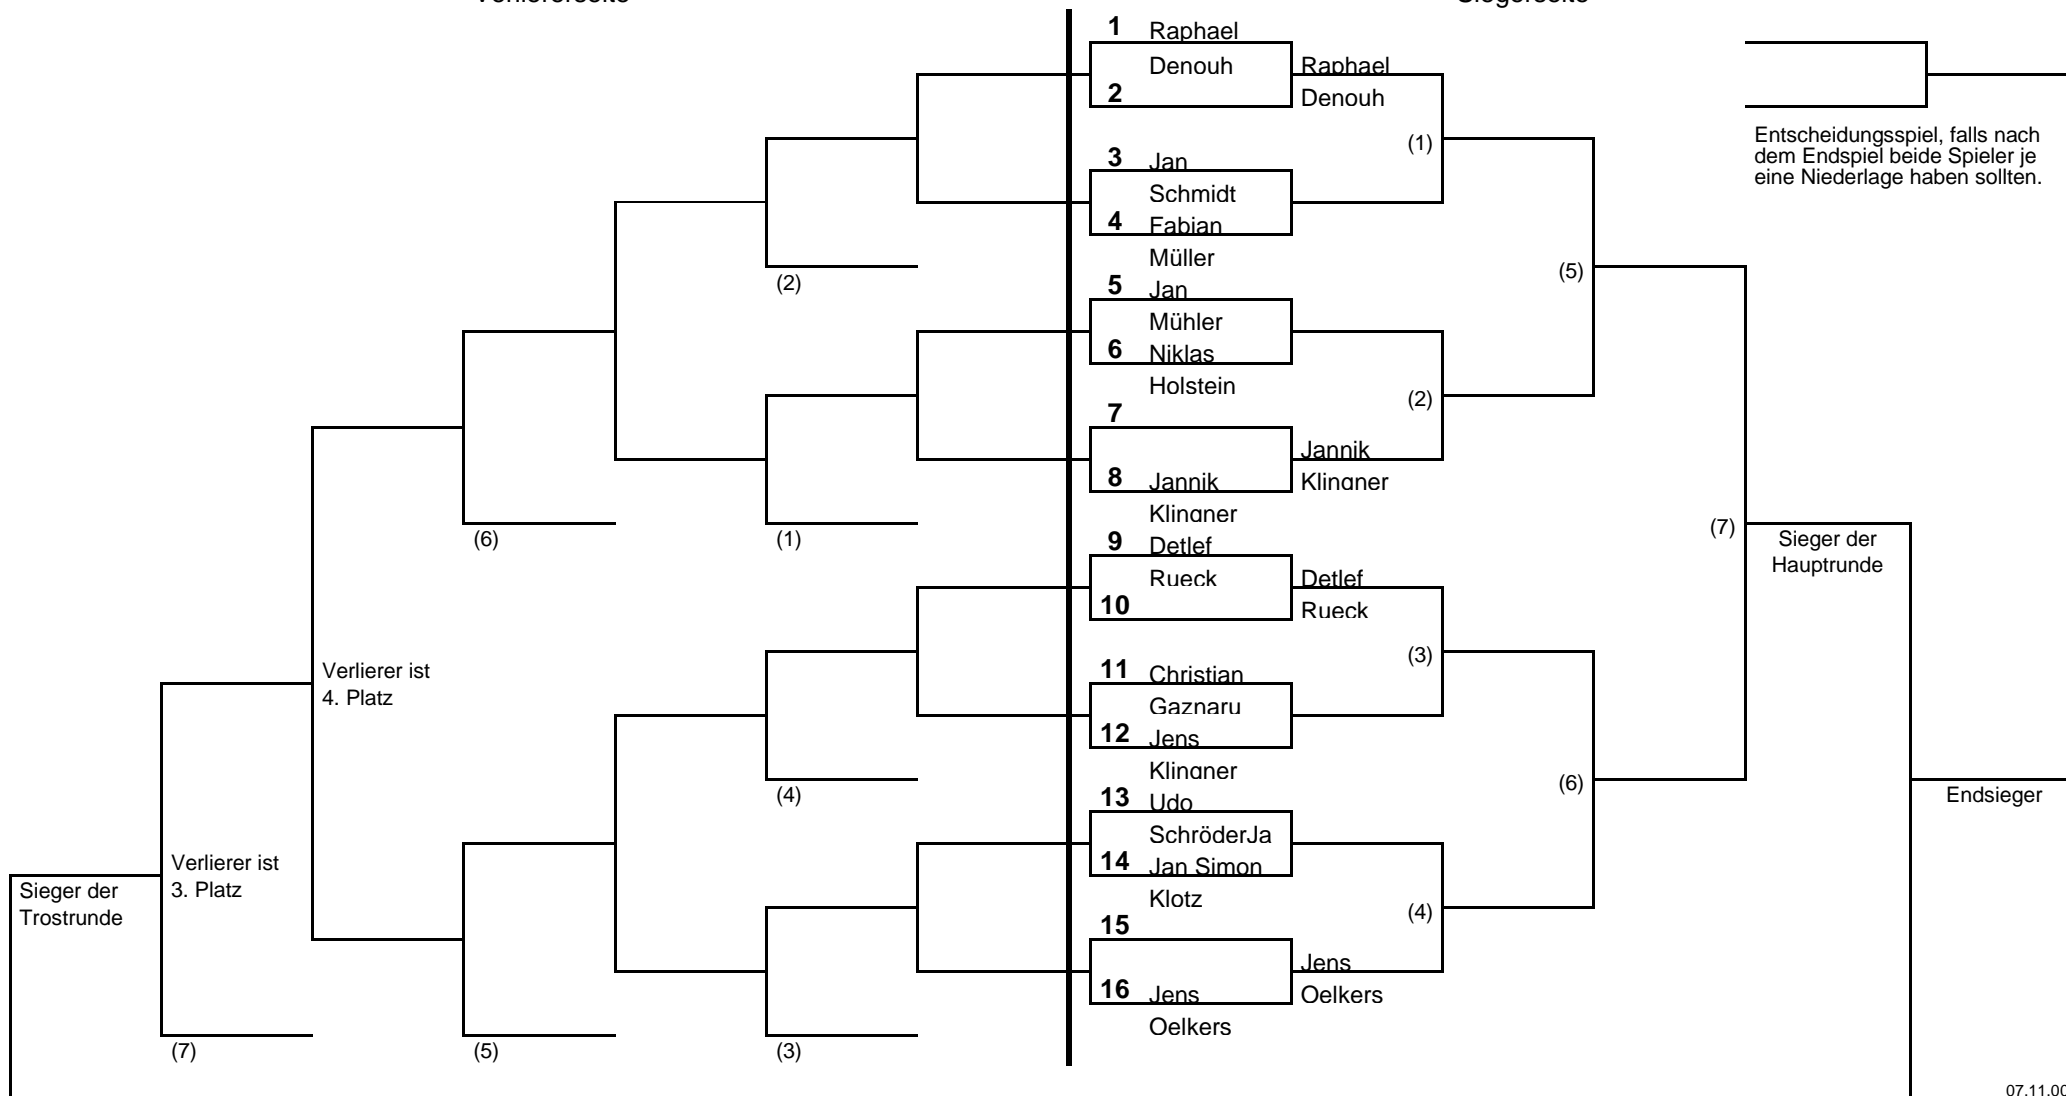 Verliererseite
Siegerseite
1 Raphael
Denouh
2
Raphael
Denouh
(1)
3 Jan
Schmidt
4 Fabian
Müller
5 Jan
Mühler
6 Niklas
Holstein
(2)
7
8 Jannik
Klingner
Jannik
Klingner
9 Detlef
Rueck
10
Detlef
Rueck
(3)
11 Christian
Gaznaru
12 Jens
Klingner
13 Udo
SchröderJa
14 Jan Simon
Klotz
(4)
15
16 Jens
Oelkers
Jens
Oelkers
(5)
(6)
(7)
Entscheidungsspiel, falls nach
dem Endspiel beide Spieler je
eine Niederlage haben sollten.
Sieger der
Hauptrunde
Endsieger
(2)
(1)
(6)
(4)
(3)
(5)
(7)
Verlierer ist
4. Platz
Verlierer ist
3. Platz
Sieger der
Trostrunde
07.11.00